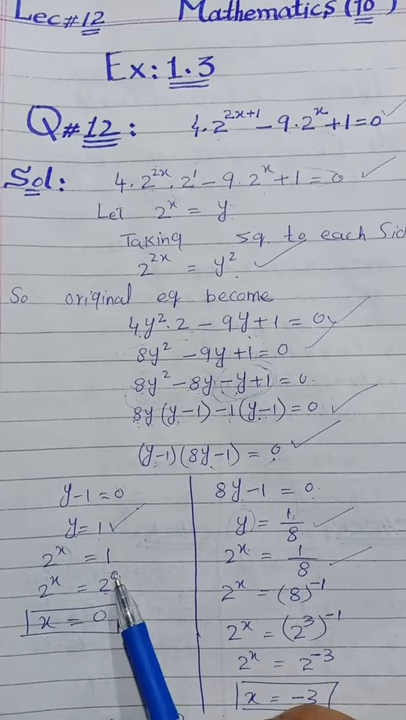 Lec#12 Mathematics (10)
Ex: 1.3
Q#12: 4.2^{2x+1} - 9.2^x + 1 = 0
Sol: 4.2^{2x}.2^1 - 9.2^x + 1 = 0
Let 2^x = y
Taking sq. to each Sid
2^{2x} = y^2
So original eq become
4y^2.2 - 9y + 1 = 0
8y^2 - 9y + 1 = 0
8y^2 - 8y - y + 1 = 0
8y(y-1) - 1(y-1) = 0
(y-1)(8y-1) = 0
y-1 = 0
y = 1
2^x = 1
2^x = 2^0
x = 0
8y-1 = 0
y = 1/8
2^x = 1/8
2^x = (8)^{-1}
2^x = (2^3)^{-1}
2^x = 2^{-3}
x = -3